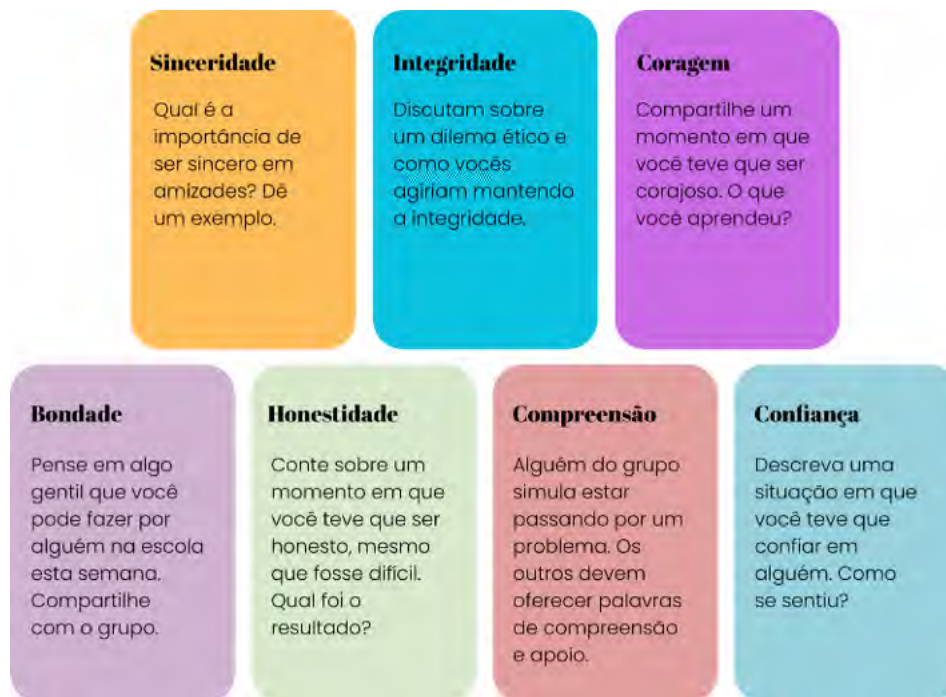 Sinceridade
Qual é a
importância de
ser sincero em
amizades? Dê
um exemplo.
Integridade
Discutam sobre
um dilema ético e
como vocês
agiriam mantendo
a integridade.
Coragem
Compartilhe um
momento em que
você teve que ser
corajoso. O que
você aprendeu?
Bondade
Pense em algo
gentil que você
pode fazer por
alguém na escola
esta semana.
Compartilhe
com o grupo.
Honestidade
Conte sobre um
momento em que
você teve que ser
honesto, mesmo
que fosse difícil.
Qual foi o
resultado?
Compreensão
Alguém do grupo
simula estar
passando por um
problema. Os
outros devem
oferecer palavras
de compreensão
e apoio.
Confiança
Descreva uma
situação em que
você teve que
confiar em
alguém. Como
se sentiu?